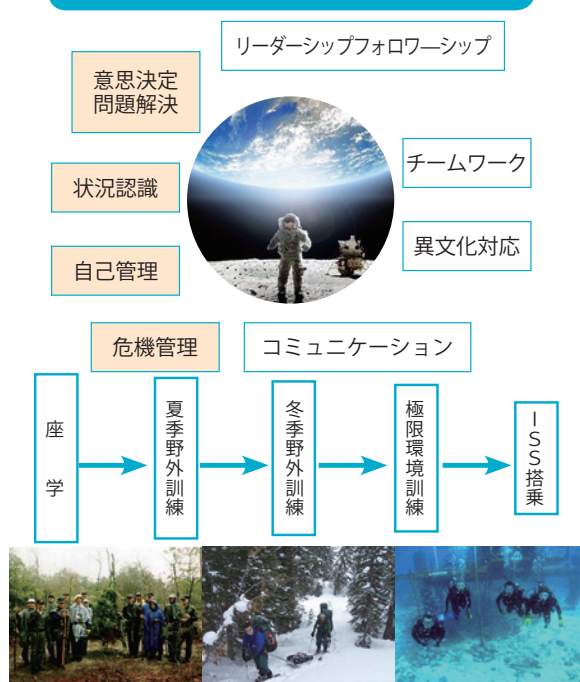 リーダーシップフォロワ―シップ
意思決定
問題解決
チームワーク
状況認識
異文化対応
自己管理
危機管理
コミュニケーション
座学
夏季野外訓練
冬季野外訓練
極限環境訓練
ISS搭乗